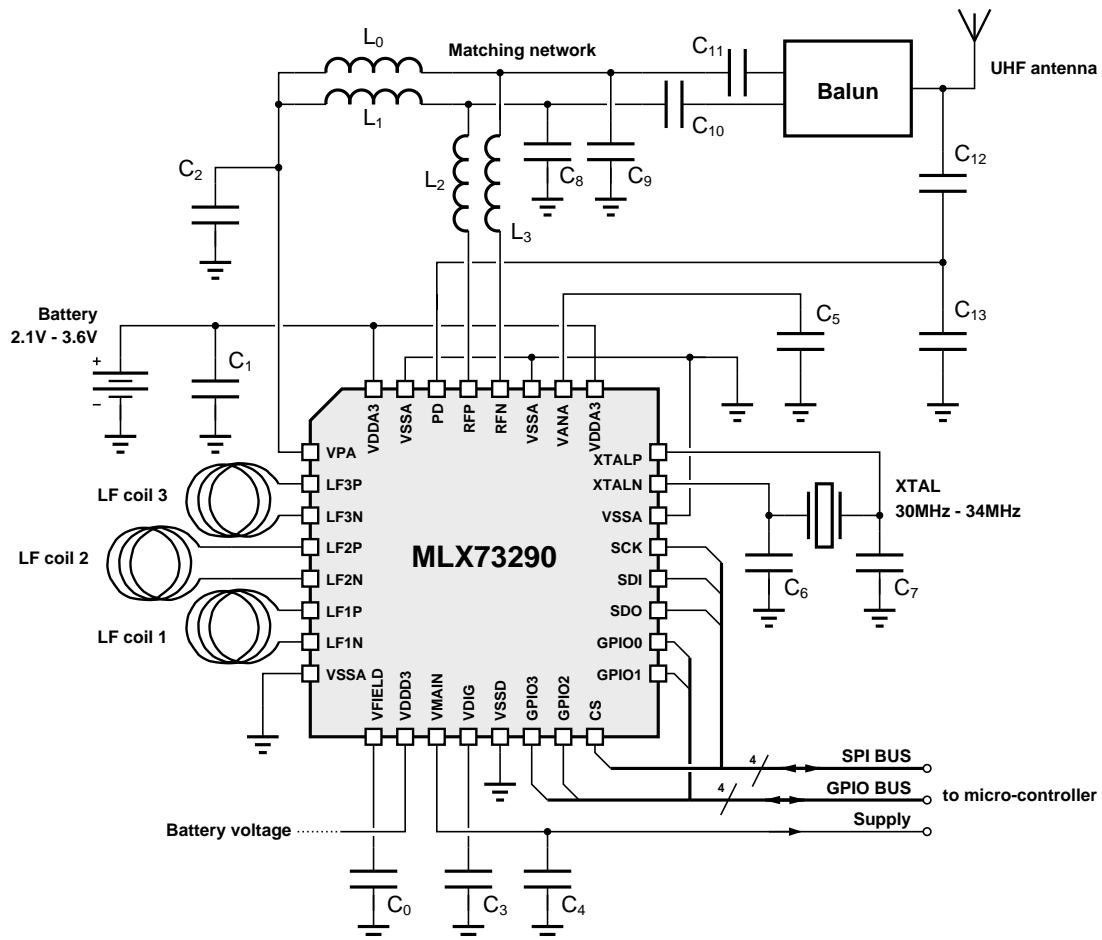 L0
Matching network
C11
UHF antenna
Balun
L1
C10
C2
L2
C8
C9
C12
L3
Battery
2.1V - 3.6V
+
−
C1
C5
C13
VDDA3
VSSA
PD
RFP
RFN
VSSA
VANA
VDDA3
VPA
LF3P
LF3N
LF2P
LF2N
LF1P
LF1N
VSSA
LF coil 3
LF coil 2
LF coil 1
MLX73290
XTALP
XTALN
VSSA
SCK
SDI
SDO
GPIO0
GPIO1
XTAL
30MHz - 34MHz
C6
C7
VFIELD
VDDD3
VMAIN
VDIG
VSSD
GPIO3
GPIO2
CS
4
SPI BUS
4
GPIO BUS
to micro-controller
Battery voltage
Supply
C0
C3
C4